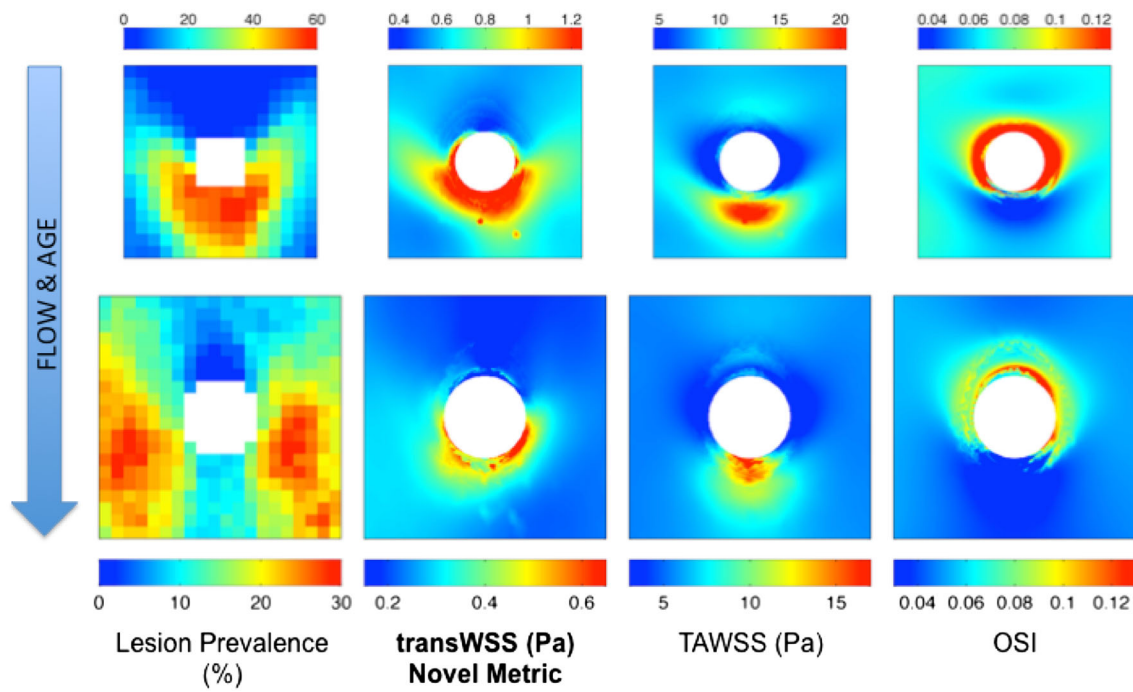 0 20 40 60
0.4 0.6 0.8 1 1.2
5 10 15 20
0.04 0.06 0.08 0.1 0.12
FLOW & AGE
0 10 20 30
0.2 0.4 0.6
5 10 15
0.04 0.06 0.08 0.1 0.12
Lesion Prevalence
(%)
transWSS (Pa)
Novel Metric
TAWSS (Pa)
OSI